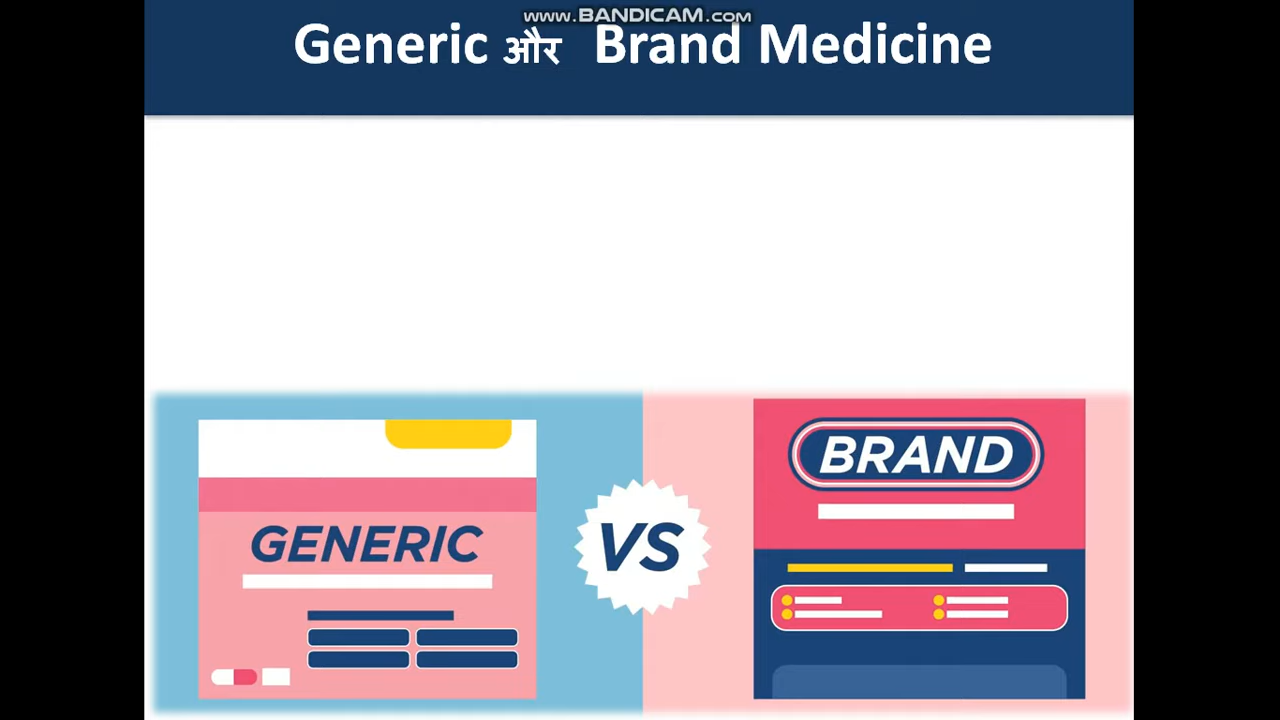 www.BANDICAM.com
Generic और Brand Medicine
GENERIC
VS
BRAND